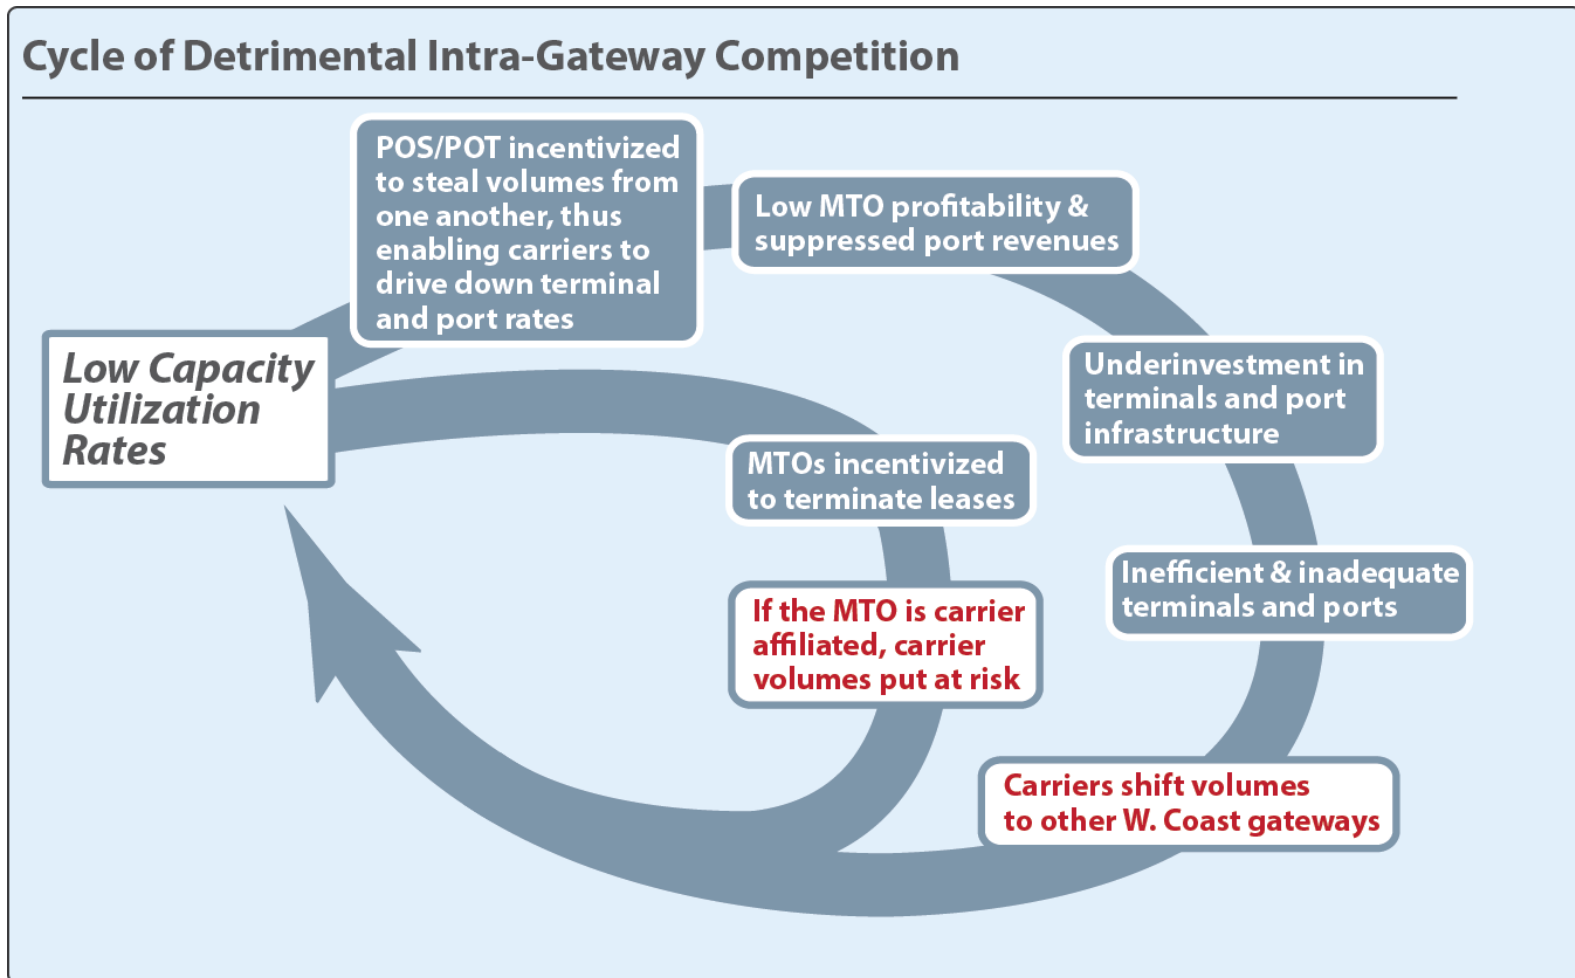 Cycle of Detrimental Intra-Gateway Competition
POS/POT incentivized
to steal volumes from
one another, thus
enabling carriers to
drive down terminal
and port rates
Low MTO profitability &
suppressed port revenues
Low Capacity
Utilization
Rates
Underinvestment in
terminals and port
infrastructure
MTOs incentivized
to terminate leases
Inefficient & inadequate
terminals and ports
If the MTO is carrier
affiliated, carrier
volumes put at risk
Carriers shift volumes
to other W. Coast gateways